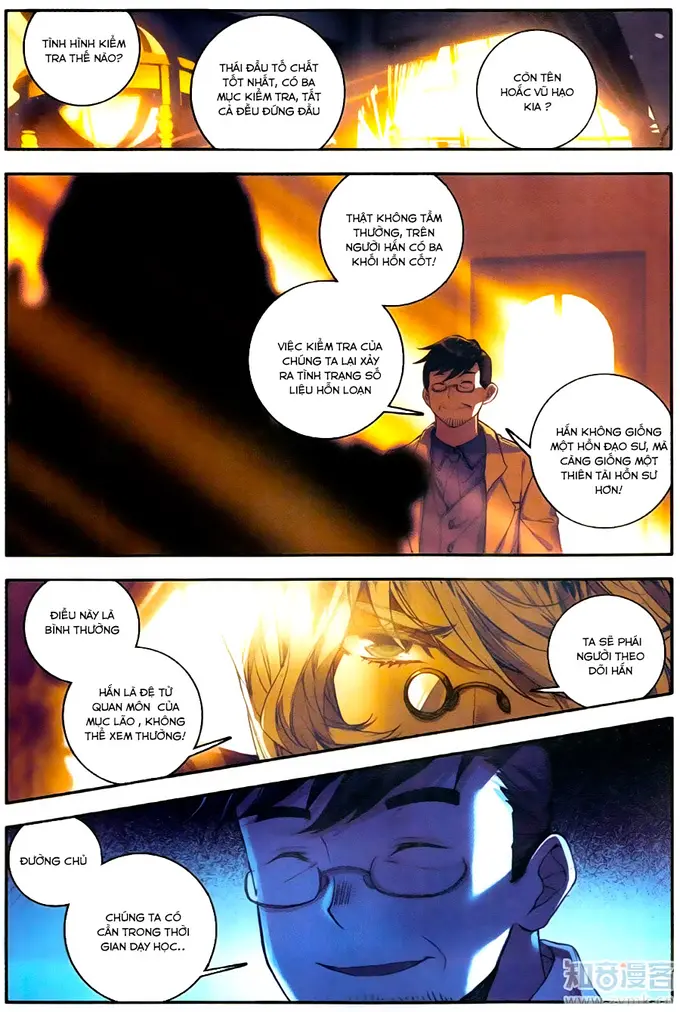 TÌNH HÌNH KIỂM
TRA THẾ NÀO?
THÁI ĐẦU TỐ CHẤT
TỐT NHẤT, CÓ BA
MỤC KIỂM TRA, TẤT
CẢ ĐỀU ĐỨNG ĐẦU
CÒN TÊN
HOẮC VŨ HẠO
KIA ?
THẬT KHÔNG TẦM
THƯỜNG, TRÊN
NGƯỜI HẮN CÓ BA
KHỐI HỒN CỐT!
VIỆC KIỂM TRA CỦA
CHÚNG TA LẠI XẢY
RA TÌNH TRẠNG SỐ
LIỆU HỖN LOẠN
HẮN KHÔNG GIỐNG
MỘT HỒN ĐẠO SƯ, MÀ
CÀNG GIỐNG MỘT
THIÊN TÀI HỒN SƯ
HƠN!
ĐIỀU NÀY LÀ
BÌNH THƯỜNG
HẮN LÀ ĐỆ TỬ
QUAN MÔN CỦA
MỤC LÃO , KHÔNG
THỂ XEM THƯỜNG!
TA SẼ PHÁI
NGƯỜI THEO
DÕI HẮN
ĐƯỜNG CHỦ
CHÚNG TA CÓ
CẦN TRONG THỜI
GIAN DẠY HỌC..
知音漫客